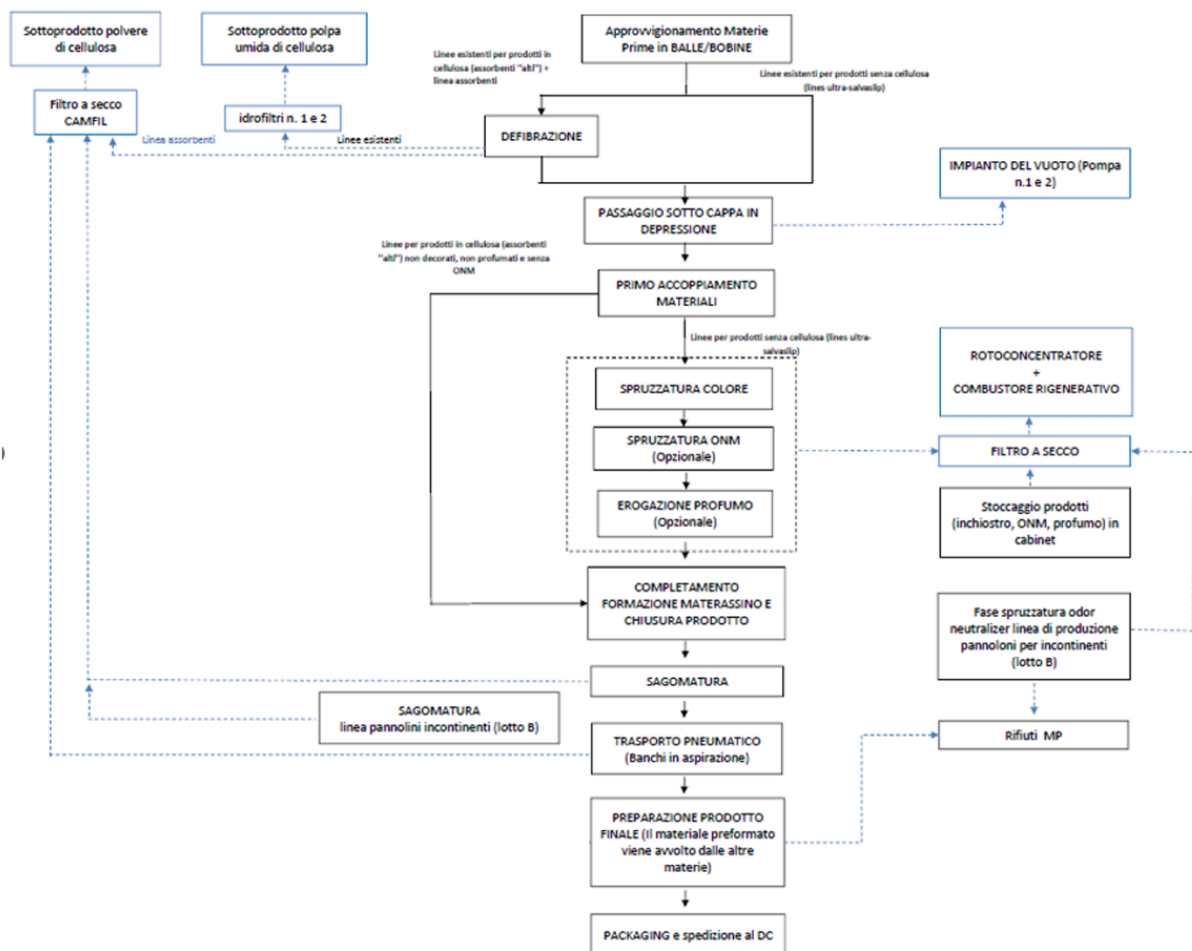 Sottoprodotto polvere
di cellulosa
Sottoprodotto polpa
umida di cellulosa
Approvvigionamento Materie
Prime in BALLE/BOBINE
Linee esistenti per prodotti in
cellulosa (assorbenti "alti") +
linea assorbenti
Linee esistenti per prodotti senza cellulosa
(lines ultra-salvaslip)
Filtro a secco
CAMFIL
idrofiltri n. 1 e 2
Linea assorbenti
Linee esistenti
DEFIBRAZIONE
IMPIANTO DEL VUOTO (Pompa
n.1 e 2)
PASSAGGIO SOTTO CAPPA IN
DEPRESSIONE
Linee per prodotti in cellulosa (assorbenti
"alti") non decorati, non profumati e senza
ONM
PRIMO ACCOPPIAMENTO
MATERIALI
Linee per prodotti senza cellulosa (lines ultra-
salvaslip)
ROTOCONCENTRATORE
+
COMBUSTORE RIGENERATIVO
SPRUZZATURA COLORE
SPRUZZATURA ONM
(Opzionale)
FILTRO A SECCO
EROGAZIONE PROFUMO
(Opzionale)
Stoccaggio prodotti
(inchiostro, ONM, profumo) in
cabinet
COMPLETAMENTO
FORMAZIONE MATERASSINO E
CHIUSURA PRODOTTO
Fase spruzzatura odor
neutralizer linea di produzione
pannoloni per incontinenti
(lotto B)
SAGOMATURA
SAGOMATURA
linea pannolini incontinenti (lotto B)
TRASPORTO PNEUMATICO
(Banchi in aspirazione)
Rifiuti MP
PREPARAZIONE PRODOTTO
FINALE (Il materiale preformato
viene avvolto dalle altre
materie)
PACKAGING e spedizione al DC